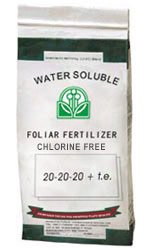 WATER SOLUBLE
FOLIAR FERTILIZER
CHLORINE FREE
20-20-20 + t.e.